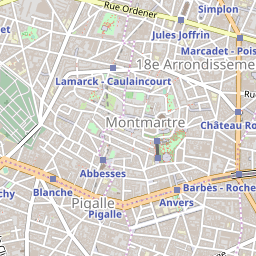 Simplon
Rue Ordener
Jules Joffrin
Marcadet - Pois
18e Arrondisseme
Lamarck - Caulaincourt
Montmartre
Château Ro
Abbesses
Blanche
Barbès - Roche
Pigalle
Anvers
Pigalle